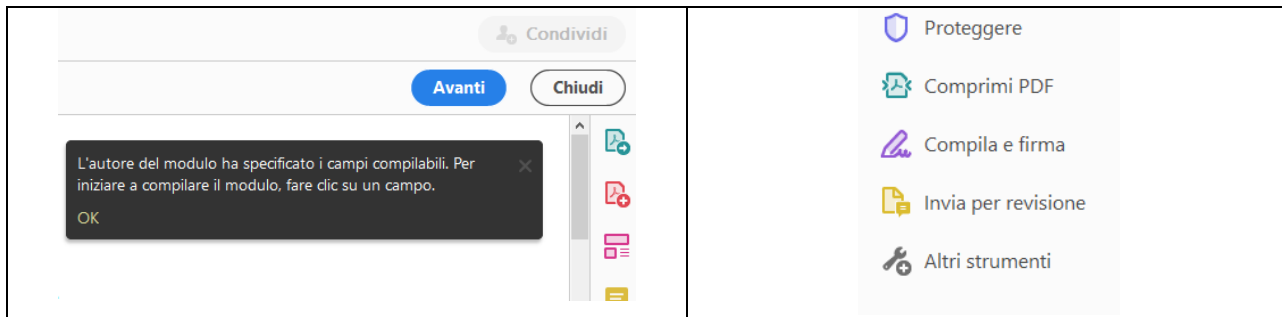 Condividi
Avanti
Chiudi
L'autore del modulo ha specificato i campi compilabili. Per
iniziare a compilare il modulo, fare clic su un campo.
OK
Proteggere
Comprimi PDF
Compila e firma
Invia per revisione
Altri strumenti